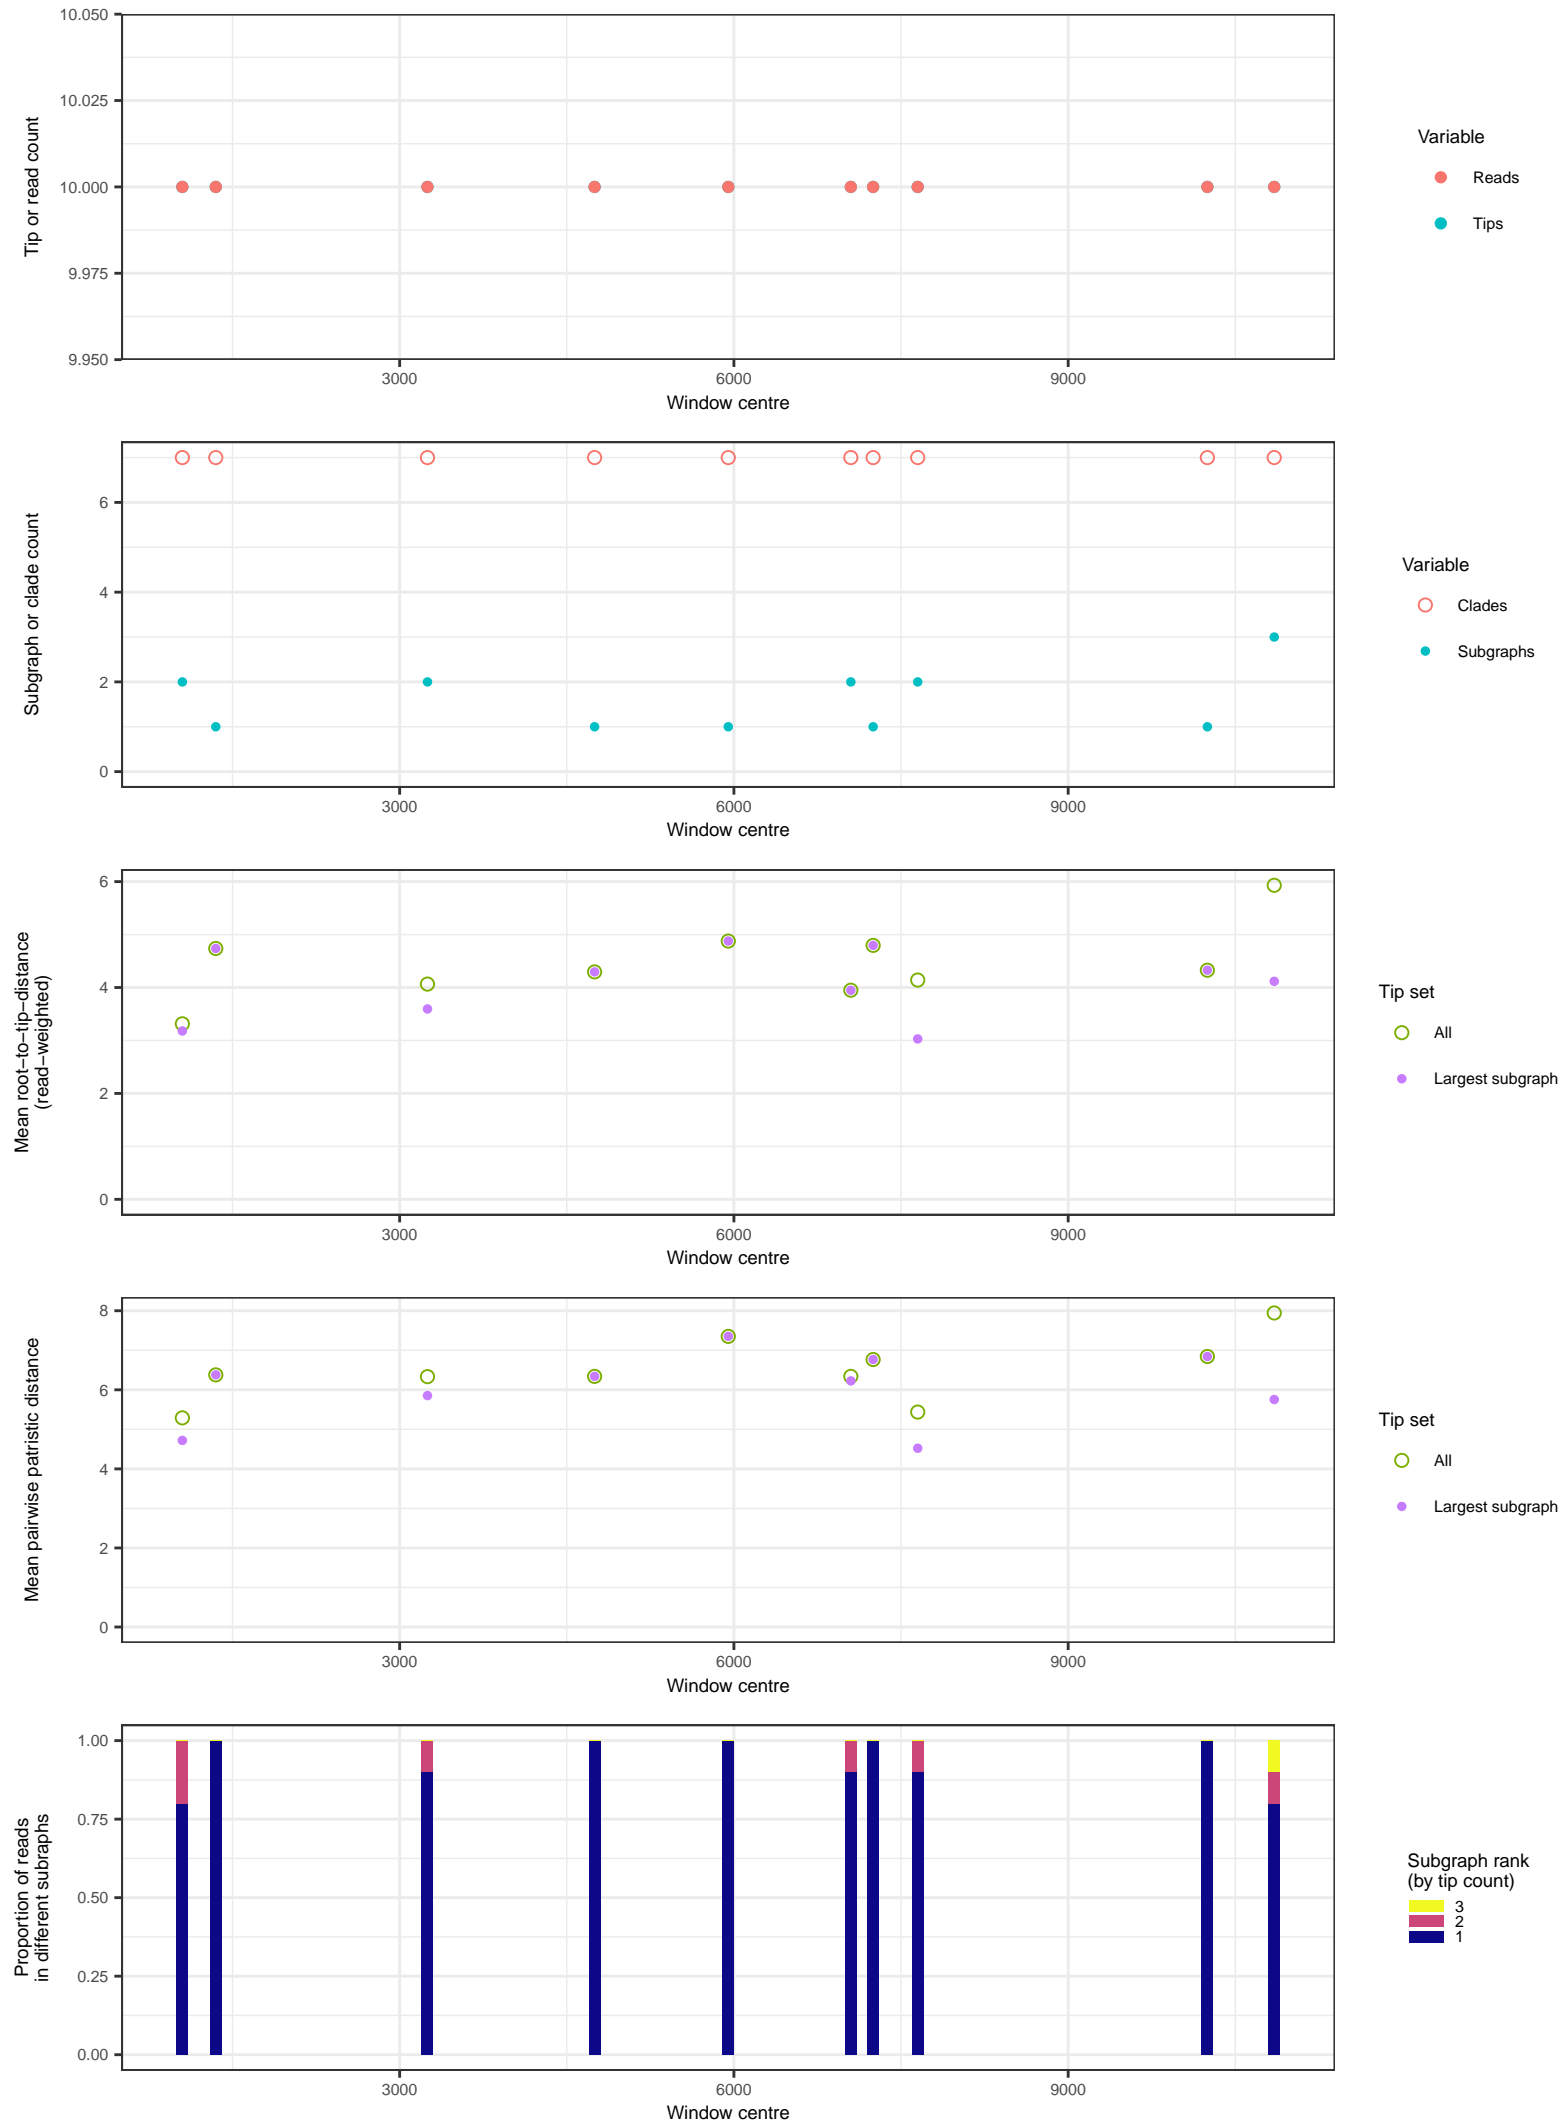 10.050
10.025
10.000
9.975
9.950
Tip or read count
3000 6000 9000
Window centre
Variable
Reads
Tips
6
4
2
0
Subgraph or clade count
3000 6000 9000
Window centre
Variable
Clades
Subgraphs
6
4
2
0
Mean root−to−tip−distance
(read−weighted)
3000 6000 9000
Window centre
Tip set
All
Largest subgraph
8
6
4
2
0
Mean pairwise patristic distance
3000 6000 9000
Window centre
Tip set
All
Largest subgraph
1.00
0.75
0.50
0.25
0.00
Proportion of reads
in different subraphs
3000 6000 9000
Window centre
Subgraph rank
(by tip count)
3
2
1